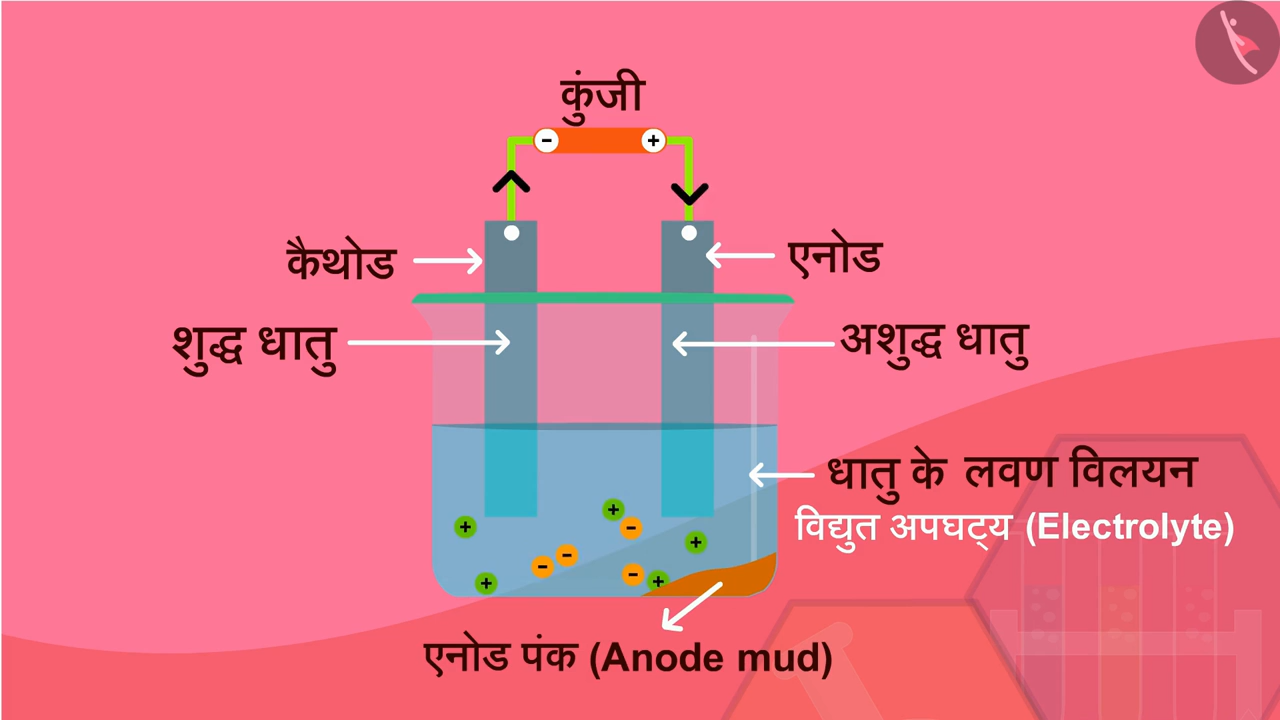 कुंजी
- +
कैथोड
एनोड
शुद्ध धातु
अशुद्ध धातु
धातु के लवण विलयन
विद्युत अपघट्य (Electrolyte)
+ + - + - - - + +
एनोड पंक (Anode mud)